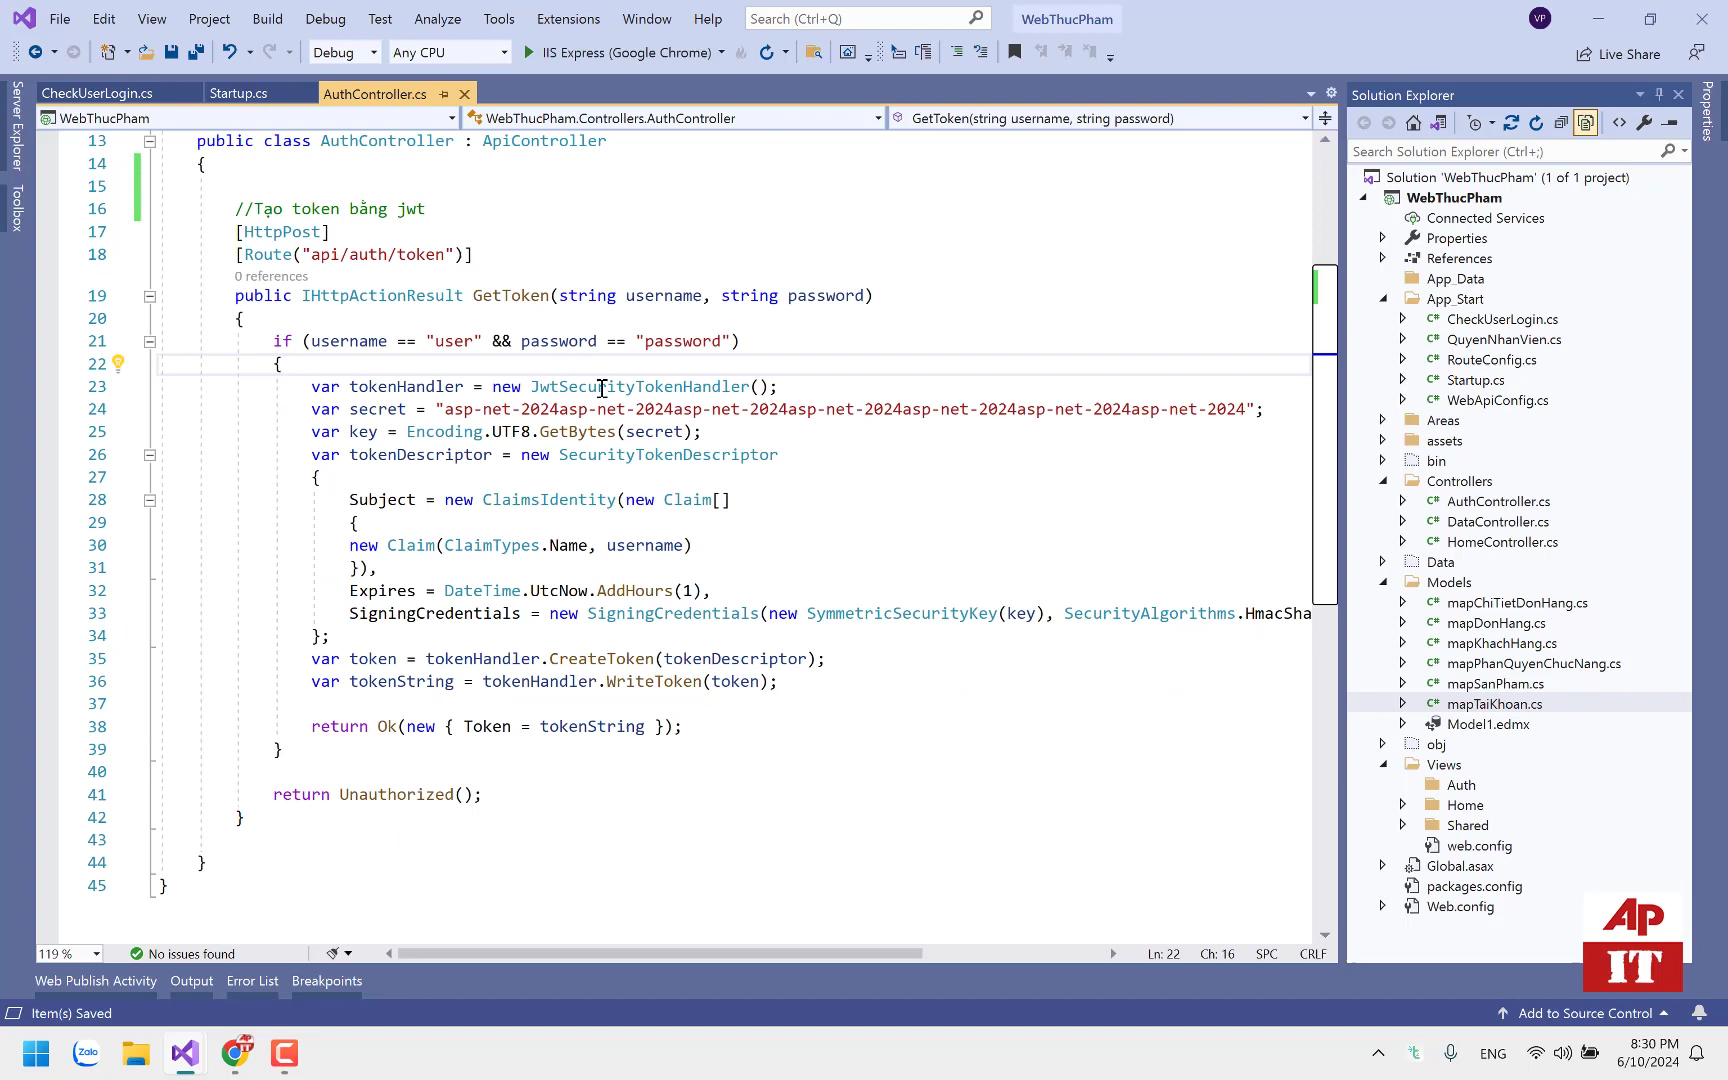 File Edit View Project Build Debug Test Analyze Tools Extensions Window Help Search (Ctrl+Q) WebThucPham VP
Debug Any CPU IIS Express (Google Chrome) Live Share
Server Explorer
Toolbox
Properties
CheckUserLogin.cs Startup.cs AuthController.cs
WebThucPham WebThucPham.Controllers.AuthController GetToken(string username, string password)
13 public class AuthController : ApiController
14 {
15
16 //Tạo token bằng jwt
17 [HttpPost]
18 [Route("api/auth/token")]
0 references
19 public IHttpActionResult GetToken(string username, string password)
20 {
21 if (username == "user" && password == "password")
22 {
23 var tokenHandler = new JwtSecurityTokenHandler();
24 var secret = "asp-net-2024asp-net-2024asp-net-2024asp-net-2024asp-net-2024asp-net-2024asp-net-2024";
25 var key = Encoding.UTF8.GetBytes(secret);
26 var tokenDescriptor = new SecurityTokenDescriptor
27 {
28 Subject = new ClaimsIdentity(new Claim[]
29 {
30 new Claim(ClaimTypes.Name, username)
31 }),
32 Expires = DateTime.UtcNow.AddHours(1),
33 SigningCredentials = new SigningCredentials(new SymmetricSecurityKey(key), SecurityAlgorithms.HmacSha
34 };
35 var token = tokenHandler.CreateToken(tokenDescriptor);
36 var tokenString = tokenHandler.WriteToken(token);
37
38 return Ok(new { Token = tokenString });
39 }
40
41 return Unauthorized();
42 }
43
44 }
45 }
119 % No issues found Ln: 22 Ch: 16 SPC CRLF
Web Publish Activity Output Error List Breakpoints
Item(s) Saved Add to Source Control
Solution Explorer
Search Solution Explorer (Ctrl+;)
Solution 'WebThucPham' (1 of 1 project)
WebThucPham
Connected Services
Properties
References
App_Data
App_Start
C# CheckUserLogin.cs
C# QuyenNhanVien.cs
C# RouteConfig.cs
C# Startup.cs
C# WebApiConfig.cs
Areas
assets
bin
Controllers
C# AuthController.cs
C# DataController.cs
C# HomeController.cs
Data
Models
C# mapChiTietDonHang.cs
C# mapDonHang.cs
C# mapKhachHang.cs
C# mapPhanQuyenChucNang.cs
C# mapSanPham.cs
C# mapTaiKhoan.cs
Model1.edmx
obj
Views
Auth
Home
Shared
web.config
Global.asax
packages.config
Web.config
AP
IT
Zalo
ENG
8:30 PM
6/10/2024